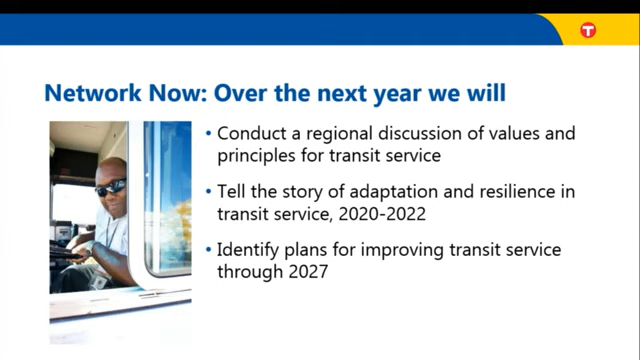 T
Network Now: Over the next year we will
• Conduct a regional discussion of values and
principles for transit service
• Tell the story of adaptation and resilience in
transit service, 2020-2022
• Identify plans for improving transit service
through 2027